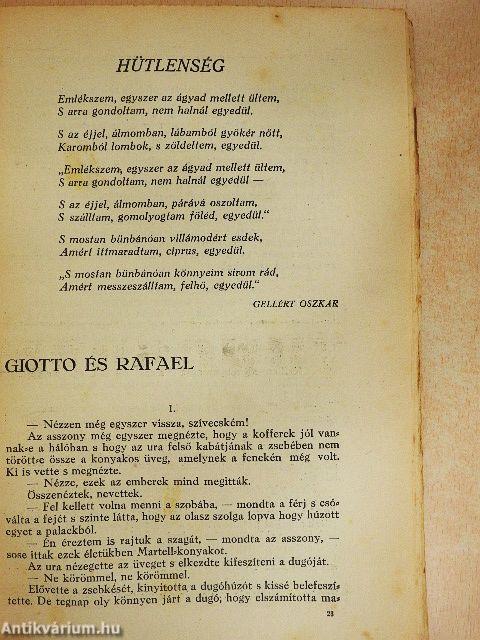 HŰTLENSÉG
Emlékszem, egyszer az ágyad mellett ültem,
S arra gondoltam, nem halnál egyedül.
S az éjjel, álmomban, lábamból gyökér nőtt,
Karomból lombok, s zöldeltem, egyedül.
„Emlékszem, egyszer az ágyad mellett ültem,
S arra gondoltam, nem halnál egyedül —
S az éjjel, álmomban, párává oszoltam,
S szálltam, gomolyogtam föléd, egyedül."
S mostan bünbánóan villámodért esdek,
Amért ittmaradtam, ciprus, egyedül.
„S mostan bünbánóan könnyeim sirom rád,
Amért messzeszálltam, felhő, egyedül."
GELLÉRT OSZKÁR
GIOTTO ÉS RAFAEL
I.
— Nézzen még egyszer vissza, szívecském!
Az asszony még egyszer megnézte, hogy a kofferek jól van-
nak-e a hálóban s hogy az ura felső kabátjának a zsebében nem
törött-e össze a konyakos üveg, amelynek a fenekén még volt.
Ki is vette s megnézte.
— Nézze, ezek az emberek mind megitták.
Összenéztek, nevettek.
— Fel kellett volna menni a szobába, — mondta a férj s csó-
válta a fejét s szinte látta, hogy az olasz szolga lopva hogy húzott
egyet a palackból.
— Én éreztem is rajtuk a szagát, — mondta az asszony, —
sose ittak ezek életükben Martell-konyakot.
Az ura nézegette az üveget s elkezdte kifeszíteni a dugóját.
— Ne körömmel, ne körömmel.
Elővette a zsebkését, kinyitotta a dugóhúzót s kissé belefeszí-
tette. De tegnap oly könnyen járt a dugó; hogy elszámította ma-
23
Antikvárium.hu